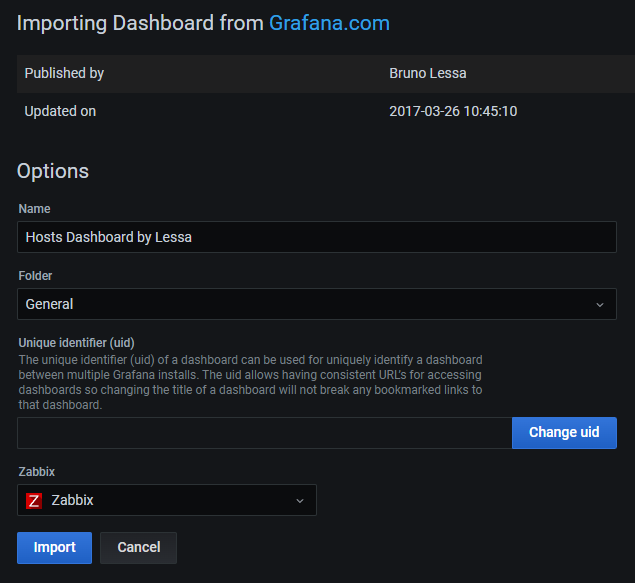 Importing Dashboard from Grafana.com
Published by Bruno Lessa
Updated on 2017-03-26 10:45:10
Options
Name
Hosts Dashboard by Lessa
Folder
General
Unique identifier (uid)
The unique identifier (uid) of a dashboard can be used for uniquely identify a dashboard
between multiple Grafana installs. The uid allows having consistent URL's for accessing
dashboards so changing the title of a dashboard will not break any bookmarked links to
that dashboard.
Change uid
Zabbix
Z Zabbix
Import Cancel